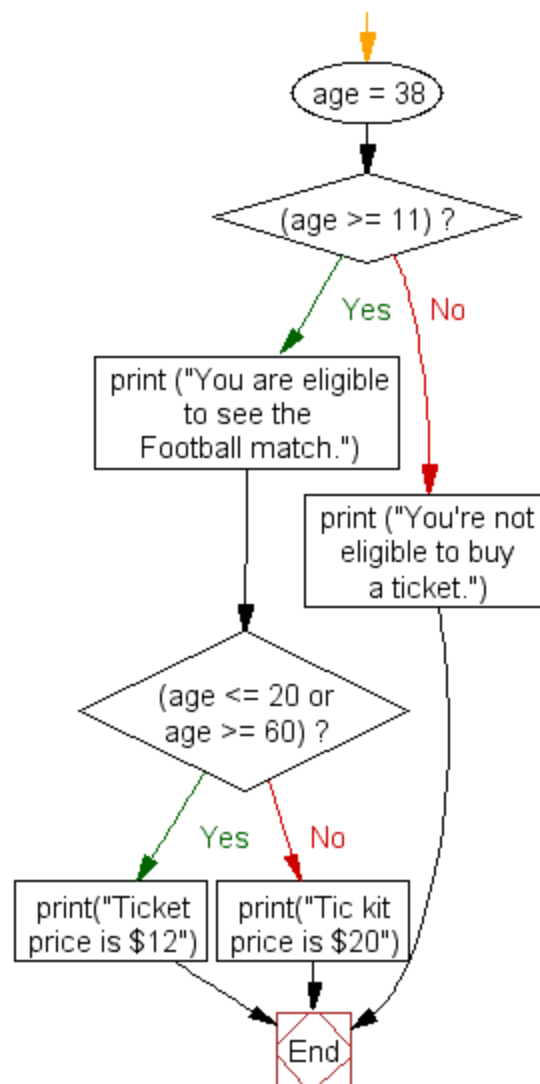 age = 38
(age >= 11) ?
Yes
No
print ("You are eligible
to see the
Football match.")
print ("You're not
eligible to buy
a ticket.")
(age <= 20 or
age >= 60) ?
Yes
No
print("Ticket
price is $12")
print("Tic kit
price is $20")
End